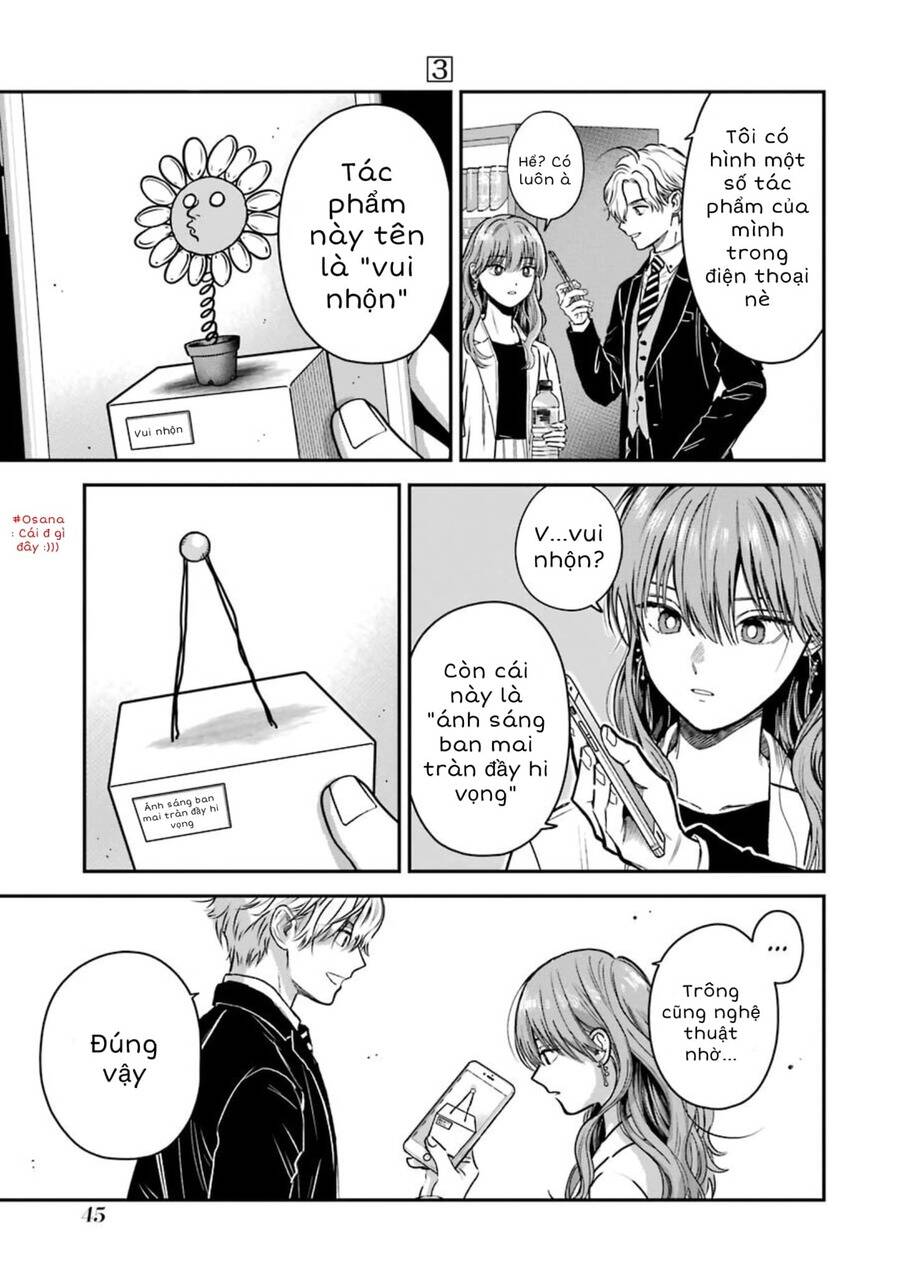 3
Tôi có
hình một
số tác
phẩm của
mình
trong
điện thoại
nè
Hể? Có
luôn à
Tác
phẩm
này tên
là "vui
nhộn"
Vui nhộn
V...vui
nhộn?
Còn cái
này là
"ánh sáng
ban mai
tràn đầy hi
vọng"
Ánh sáng ban
mai tràn đầy hi
vọng
#Osana
: Cái đ gì
đây :)))
...
Trông
cũng nghệ
thuật
nhờ...
Đúng
vậy
45